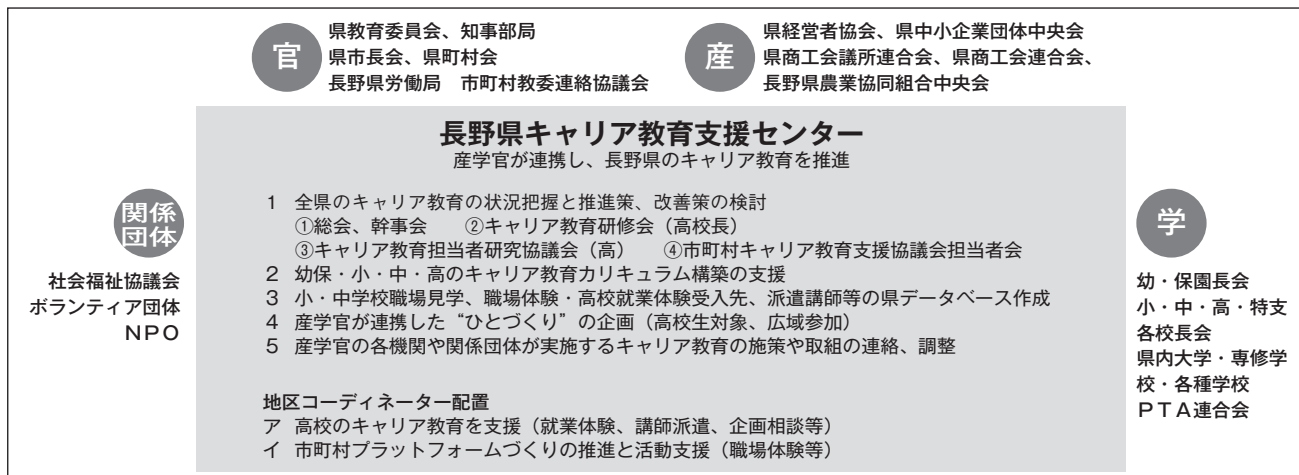 官
県教育委員会、知事部局
県市長会、県町村会
長野県労働局　市町村教委連絡協議会
産
県経営者協会、県中小企業団体中央会
県商工会議所連合会、県商工会連合会、
長野県農業協同組合中央会
長野県キャリア教育支援センター
産学官が連携し、長野県のキャリア教育を推進
1　全県のキャリア教育の状況把握と推進策、改善策の検討
①総会、幹事会　　②キャリア教育研修会（高校長）
③キャリア教育担当者研究協議会（高）　　④市町村キャリア教育支援協議会担当者会
2　幼保・小・中・高のキャリア教育カリキュラム構築の支援
3　小・中学校職場見学、職場体験・高校就業体験受入先、派遣講師等の県データベース作成
4　産学官が連携した“ひとづくり”の企画（高校生対象、広域参加）
5　産学官の各機関や関係団体が実施するキャリア教育の施策や取組の連絡、調整
地区コーディネーター配置
ア　高校のキャリア教育を支援（就業体験、講師派遣、企画相談等）
イ　市町村プラットフォームづくりの推進と活動支援（職場体験等）
関係
団体
社会福祉協議会
ボランティア団体
ＮＰＯ
学
幼・保園長会
小・中・高・特支
各校長会
県内大学・専修学
校・各種学校
ＰＴＡ連合会